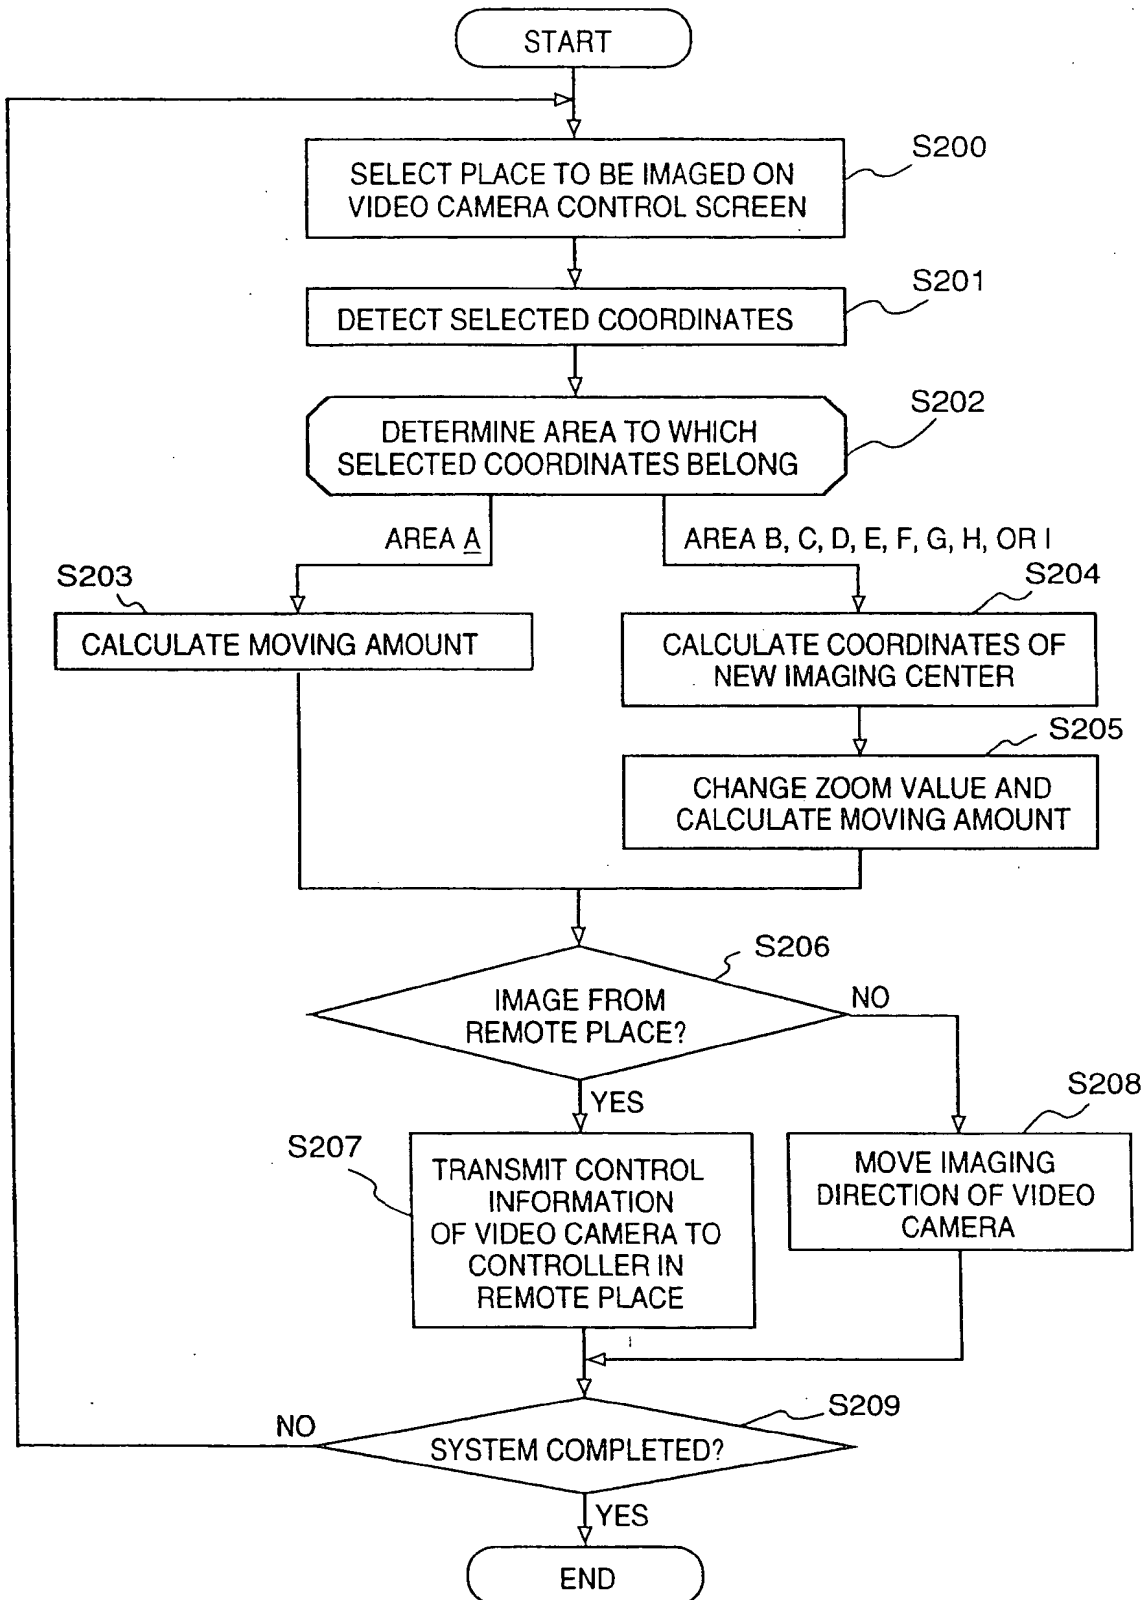 START
S200
SELECT PLACE TO BE IMAGED ON
VIDEO CAMERA CONTROL SCREEN
S201
DETECT SELECTED COORDINATES
S202
DETERMINE AREA TO WHICH
SELECTED COORDINATES BELONG
AREA A
AREA B, C, D, E, F, G, H, OR I
S203
CALCULATE MOVING AMOUNT
S204
CALCULATE COORDINATES OF
NEW IMAGING CENTER
S205
CHANGE ZOOM VALUE AND
CALCULATE MOVING AMOUNT
S206
IMAGE FROM
REMOTE PLACE?
NO
YES
S207
TRANSMIT CONTROL
INFORMATION
OF VIDEO CAMERA TO
CONTROLLER IN
REMOTE PLACE
S208
MOVE IMAGING
DIRECTION OF VIDEO
CAMERA
S209
SYSTEM COMPLETED?
NO
YES
END